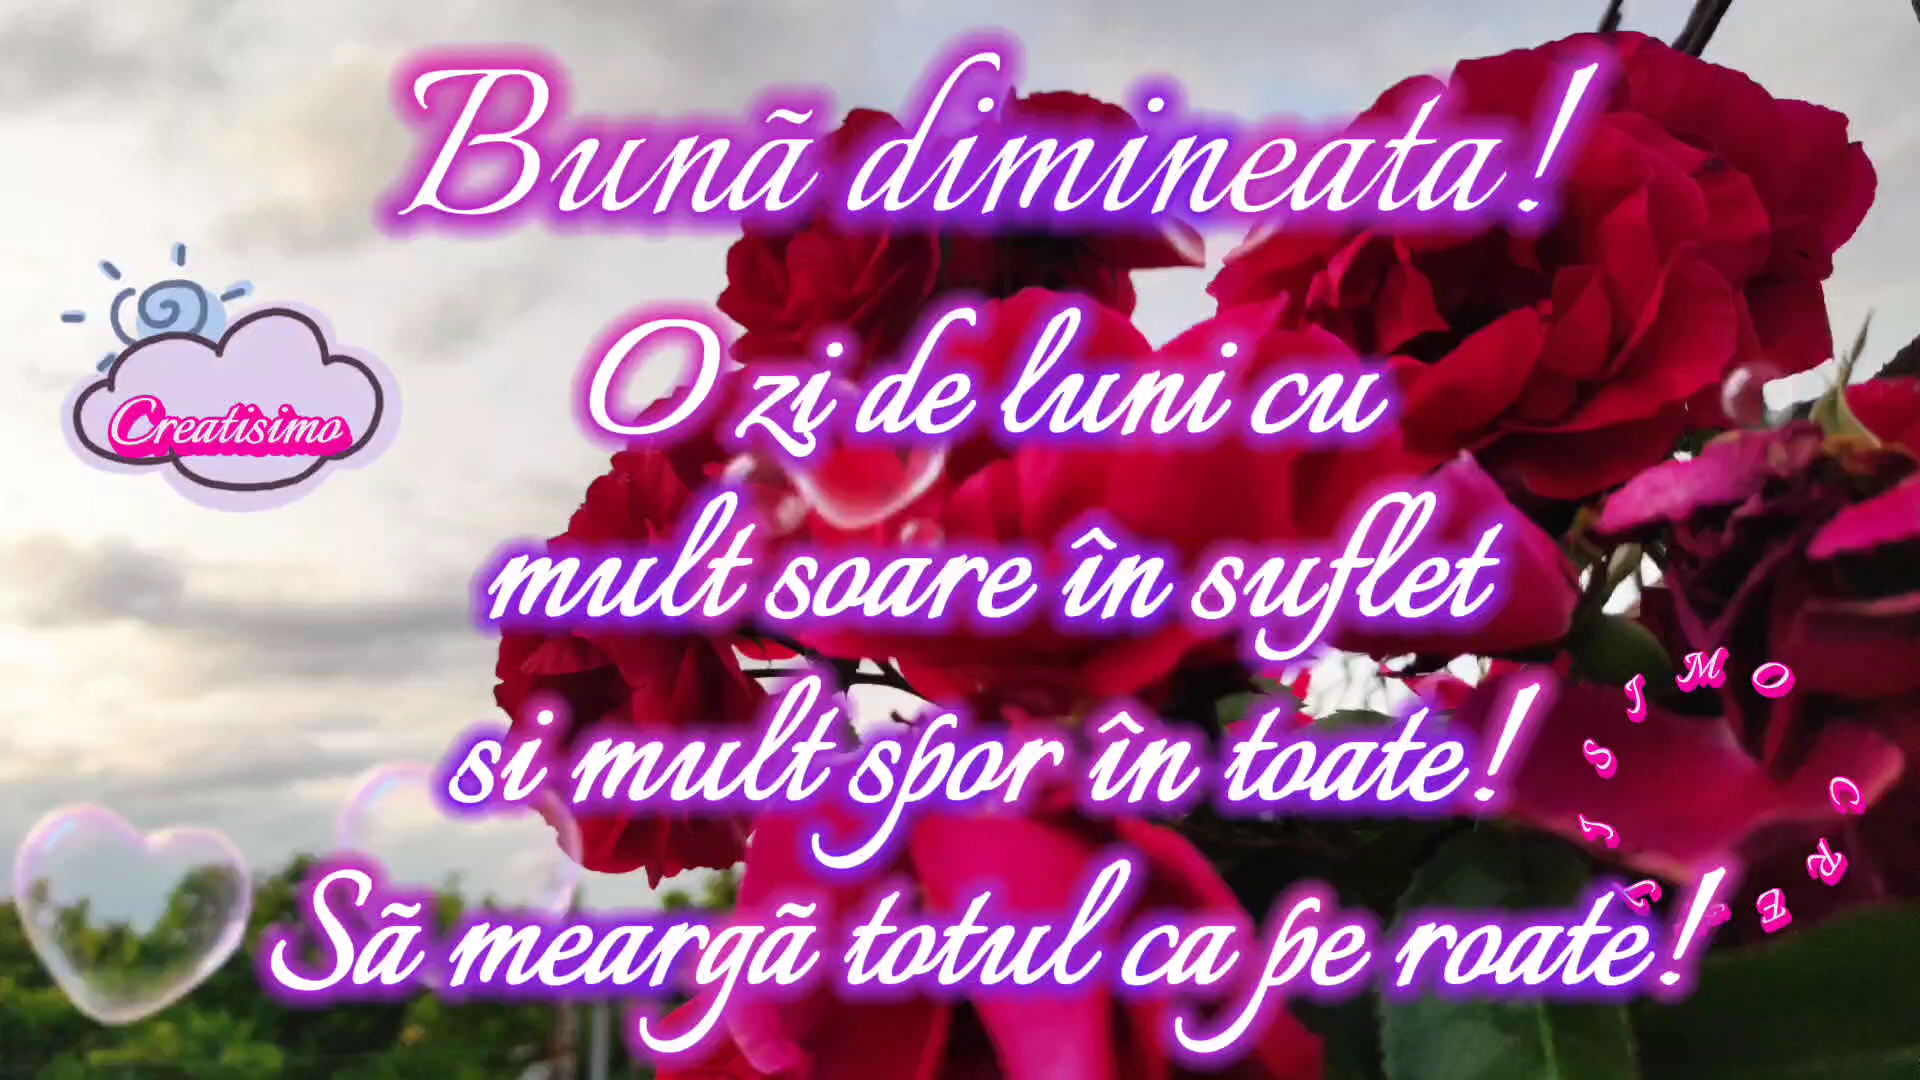 Bunã dimineata!
Creatisimo
O zi de luni cu
mult soare în suflet
si mult spor în toate!
Sã meargã totul ca pe roate!
CREATISIMO